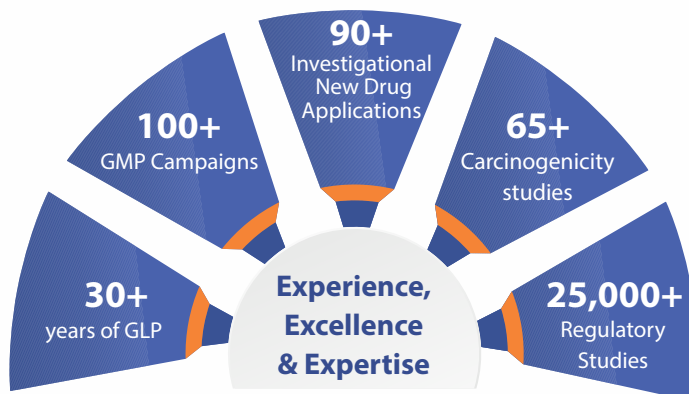 30+
years of GLP
100+
GMP Campaigns
90+
Investigational
New Drug
Applications
65+
Carcinogenicity
studies
25,000+
Regulatory
Studies
Experience,
Excellence
& Expertise